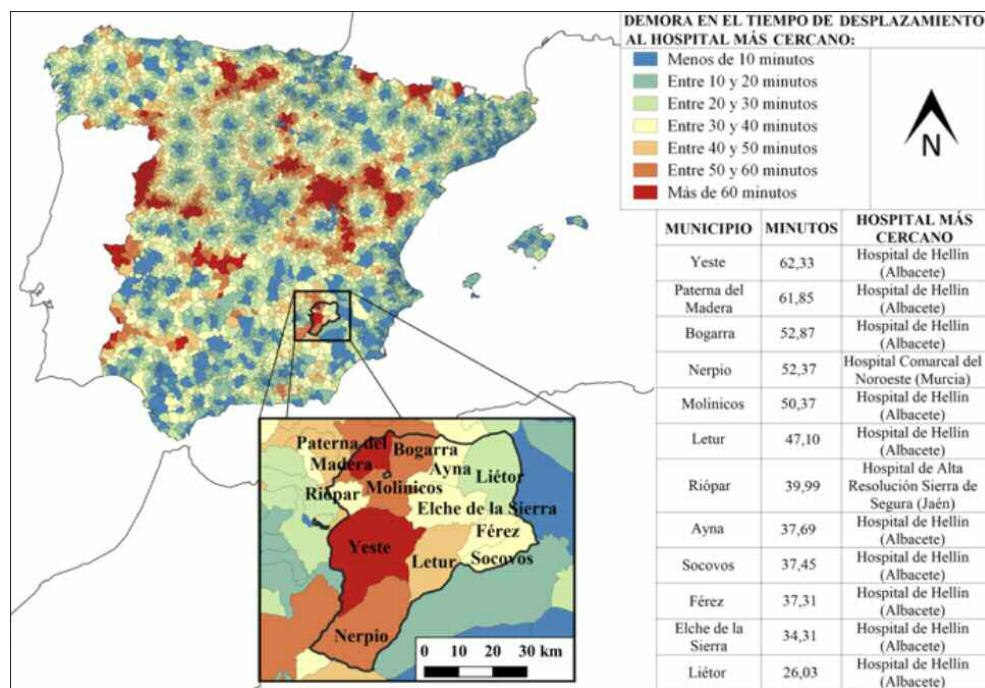 DEMORA EN EL TIEMPO DE DESPLAZAMIENTO
AL HOSPITAL MÁS CERCANO:
Menos de 10 minutos
Entre 10 y 20 minutos
Entre 20 y 30 minutos
Entre 30 y 40 minutos
Entre 40 y 50 minutos
Entre 50 y 60 minutos
Más de 60 minutos
N
MUNICIPIO MINUTOS HOSPITAL MÁS
CERCANO
Yeste 62,33 Hospital de Hellín
(Albacete)
Paterna del
Madera 61,85 Hospital de Hellín
(Albacete)
Bogarra 52,87 Hospital de Hellín
(Albacete)
Nerpio 52,37 Hospital Comarcal del
Noroeste (Murcia)
Molinicos 50,37 Hospital de Hellín
(Albacete)
Letur 47,10 Hospital de Hellín
(Albacete)
Riópar 39,99 Hospital de Alta
Resolución Sierra de
Segura (Jaén)
Ayna 37,69 Hospital de Hellín
(Albacete)
Socovos 37,45 Hospital de Hellín
(Albacete)
Férez 37,31 Hospital de Hellín
(Albacete)
Elche de la
Sierra 34,31 Hospital de Hellín
(Albacete)
Liétor 26,03 Hospital de Hellín
(Albacete)
Paterna del
Madera
Bogarra
Ayna
Liétor
Riópar
Molinicos
Elche de la Sierra
Férez
Yeste
Letur
Socovos
Nerpio
0 10 20 30 km